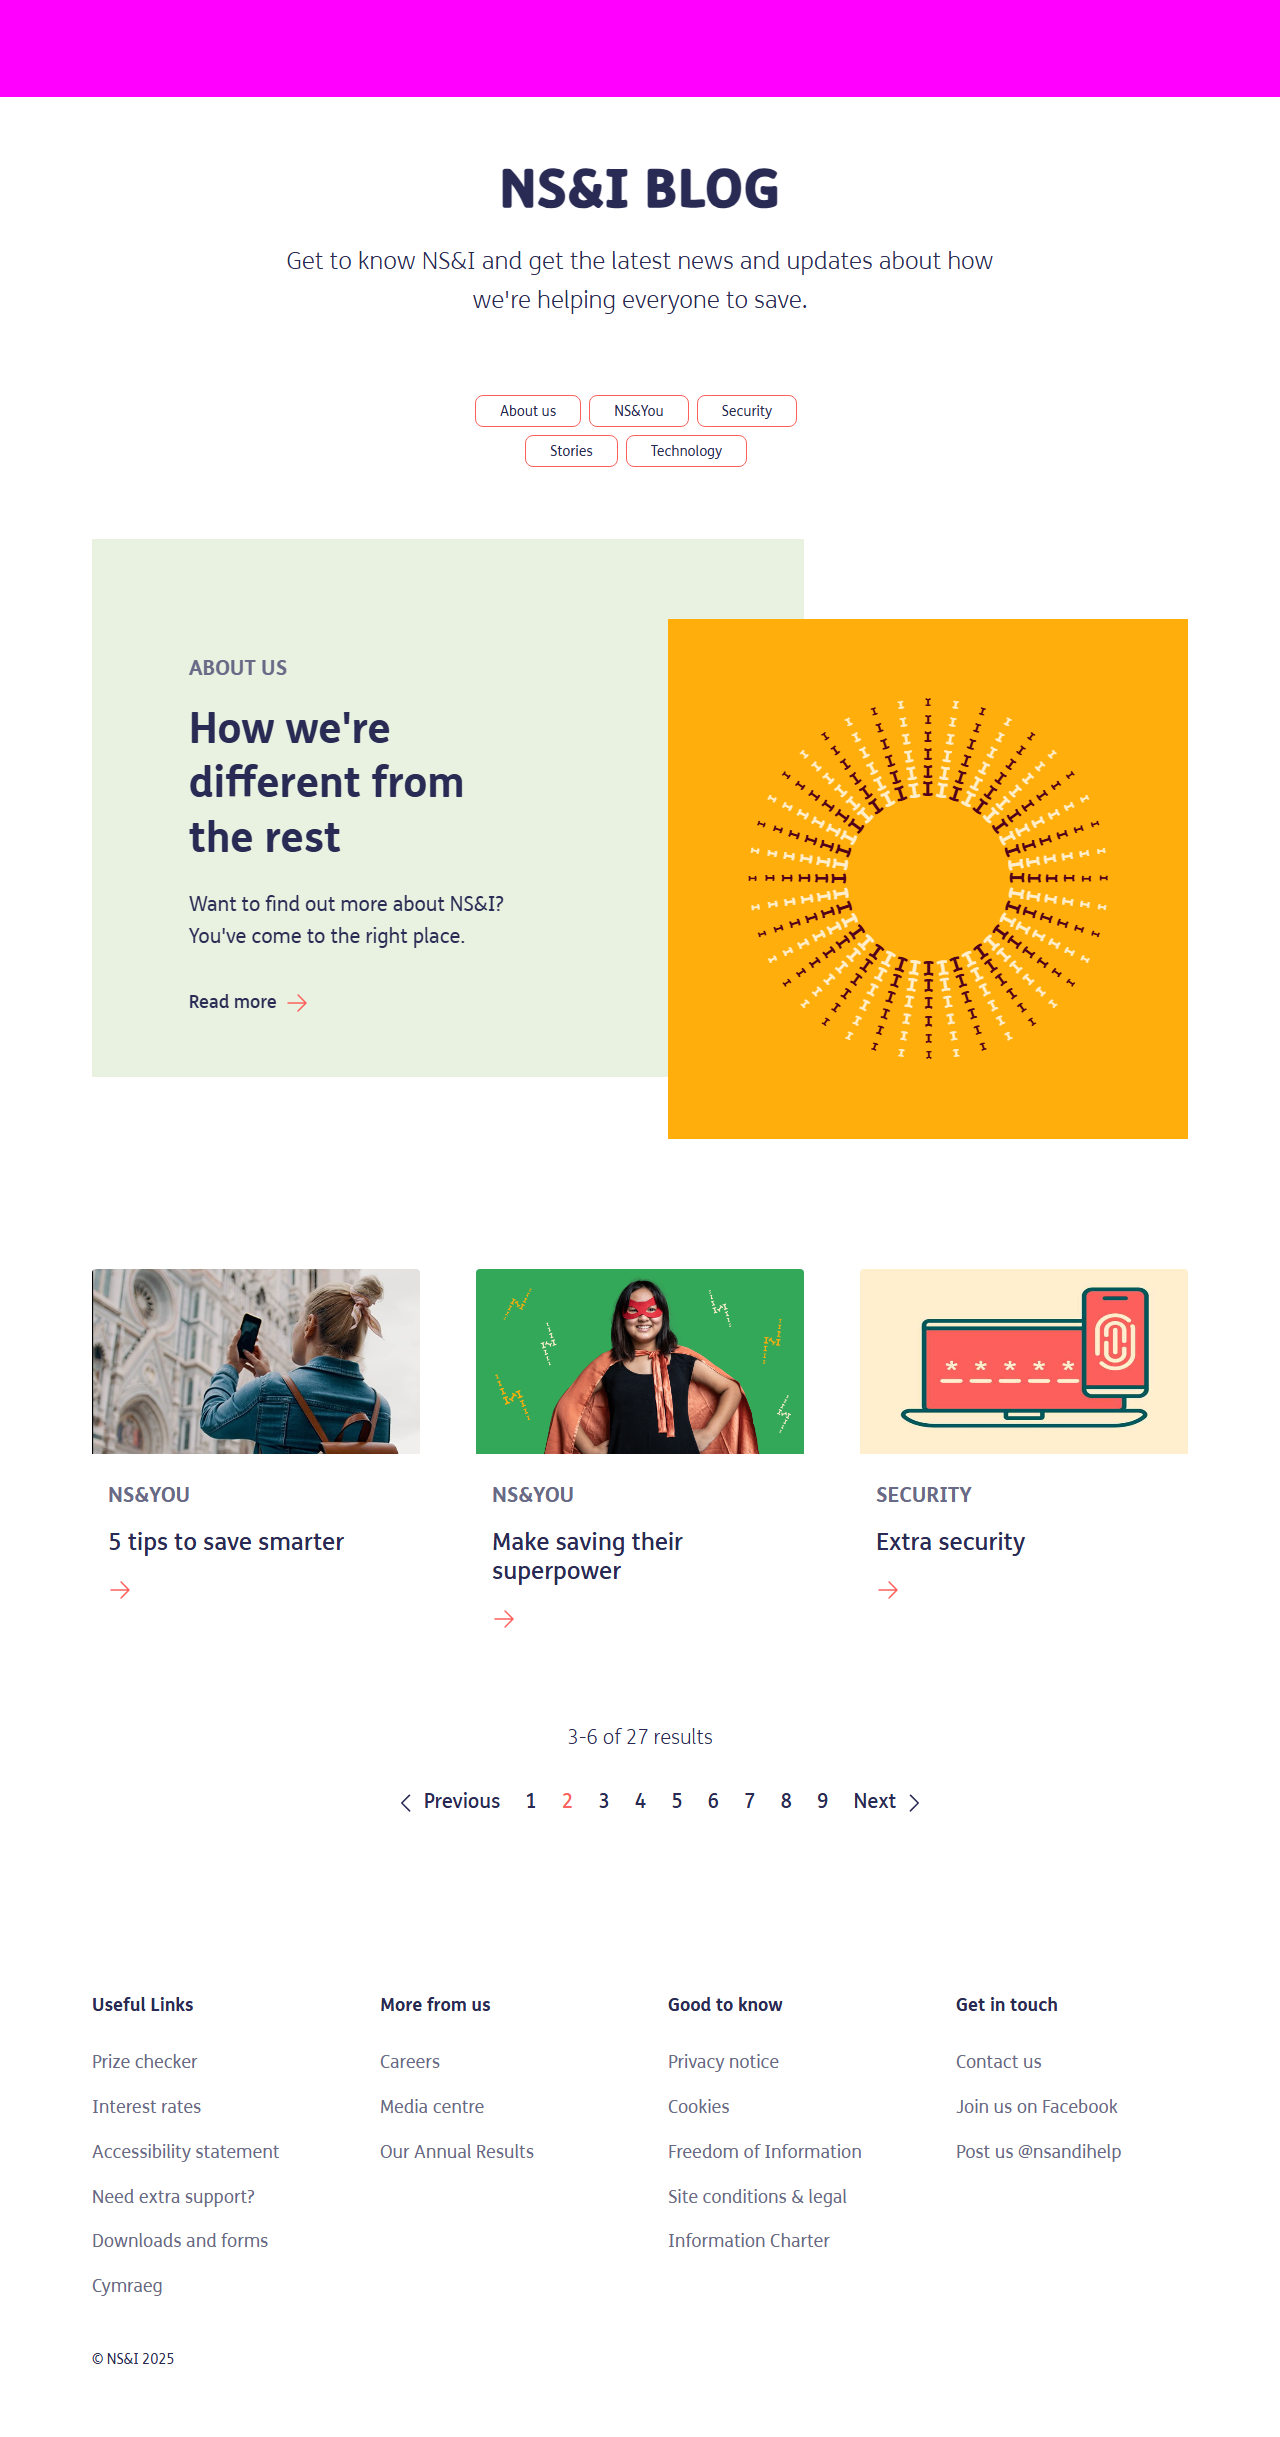 NS&I BLOG
Get to know NS&I and get the latest news and updates about how
we're helping everyone to save.
About us
NS&You
Security
Stories
Technology
ABOUT US
How we're
different from
the rest
Want to find out more about NS&I?
You've come to the right place.
Read more
NS&YOU
5 tips to save smarter
NS&YOU
Make saving their
superpower
SECURITY
Extra security
3-6 of 27 results
Previous 1 2 3 4 5 6 7 8 9 Next
Useful Links
Prize checker
Interest rates
Accessibility statement
Need extra support?
Downloads and forms
Cymraeg
More from us
Careers
Media centre
Our Annual Results
Good to know
Privacy notice
Cookies
Freedom of Information
Site conditions & legal
Information Charter
Get in touch
Contact us
Join us on Facebook
Post us @nsandihelp
© NS&I 2025